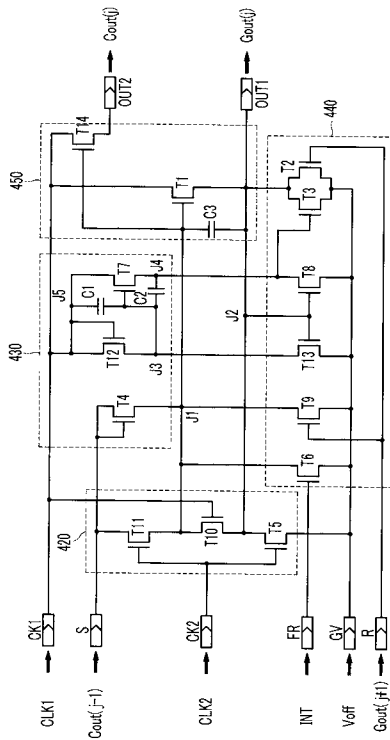 Cout(j)
Gout(j)
OUT2
OUT1
450
T14
T1
C3
440
T2
T3
430
J5
T7
C1
J4
C2
T12
J3
T8
J2
T13
T4
J1
T9
T6
420
T11
T10
T5
CK1
S
CK2
FR
GV
R
CLK1
Cout(j-1)
CLK2
INT
Voff
Gout(j+1)